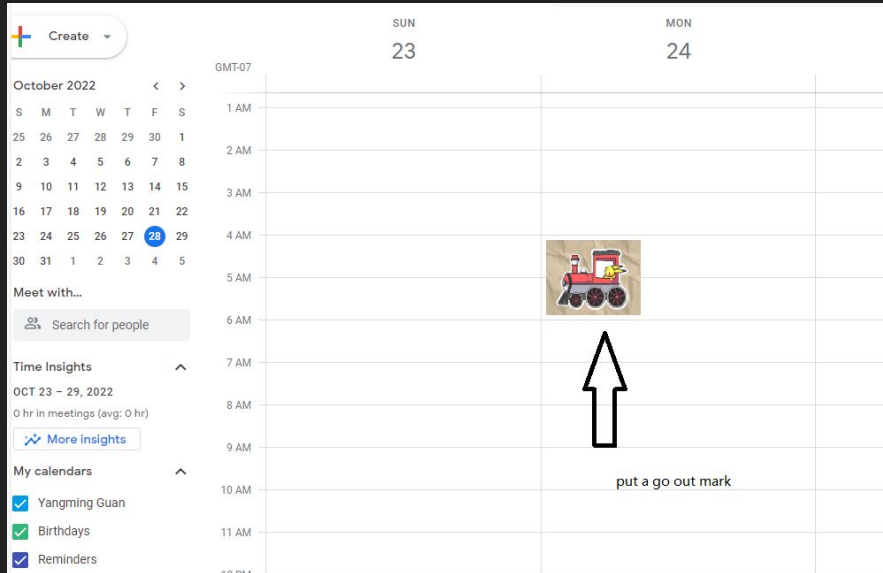 Create
SUN
MON
23
24
GMT-07
October 2022
S M T W T F S
25 26 27 28 29 30 1
2 3 4 5 6 7 8
9 10 11 12 13 14 15
16 17 18 19 20 21 22
23 24 25 26 27 28 29
30 31 1 2 3 4 5
Meet with...
Search for people
Time Insights
OCT 23 – 29, 2022
0 hr in meetings (avg: 0 hr)
More insights
My calendars
Yangming Guan
Birthdays
Reminders
1 AM
2 AM
3 AM
4 AM
5 AM
6 AM
7 AM
8 AM
9 AM
10 AM
11 AM
put a go out mark